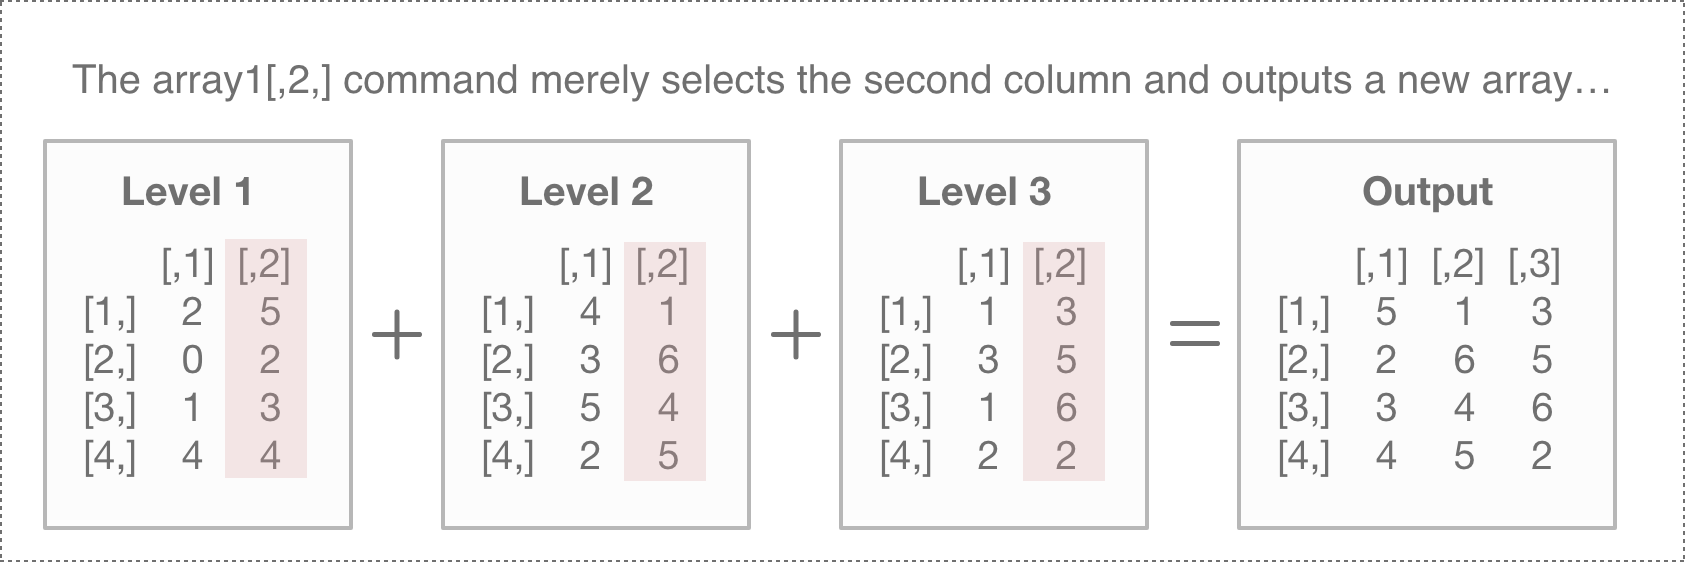 The array1[,2,] command merely selects the second column and outputs a new array…
Level 1
[,1] [,2]
[1,] 2 5
[2,] 0 2
[3,] 1 3
[4,] 4 4
+
Level 2
[,1] [,2]
[1,] 4 1
[2,] 3 6
[3,] 5 4
[4,] 2 5
+
Level 3
[,1] [,2]
[1,] 1 3
[2,] 3 5
[3,] 1 6
[4,] 2 2
=
Output
[,1] [,2] [,3]
[1,] 5 1 3
[2,] 2 6 5
[3,] 3 4 6
[4,] 4 5 2